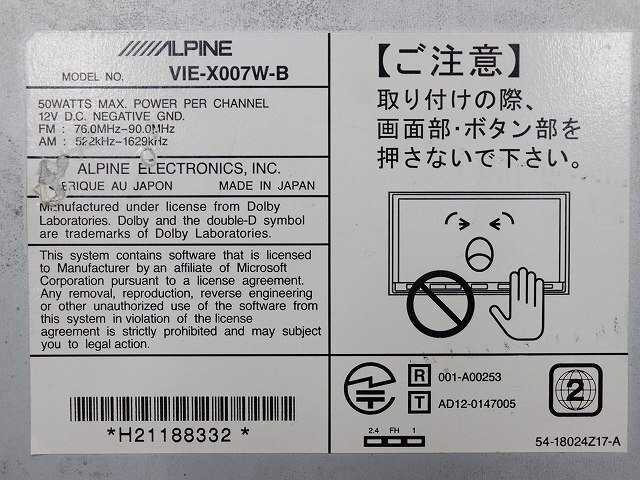 ALPINE
MODEL NO. VIE-X007W-B
50WATTS MAX. POWER PER CHANNEL
12V D.C. NEGATIVE GND.
FM : 76.0MHz-90.0MHz
AM : 522kHz-1629kHz
ALPINE ELECTRONICS, INC.
BRIQUE AU JAPON MADE IN JAPAN
Manufactured under license from Dolby
Laboratories. Dolby and the double-D symbol
are trademarks of Dolby Laboratories.
This system contains software that is licensed
to Manufacturer by an affiliate of Microsoft
Corporation pursuant to a license agreement.
Any removal, reproduction, reverse engineering
or other unauthorized use of the software from
this system in violation of the license
agreement is strictly prohibited and may subject
you to legal action.
*H21188332*
【ご注意】
取り付けの際、
画面部・ボタン部を
押さないで下さい。
R 001-A00253
T AD12-0147005
2.4 FH 1
2
54-18024Z17-A